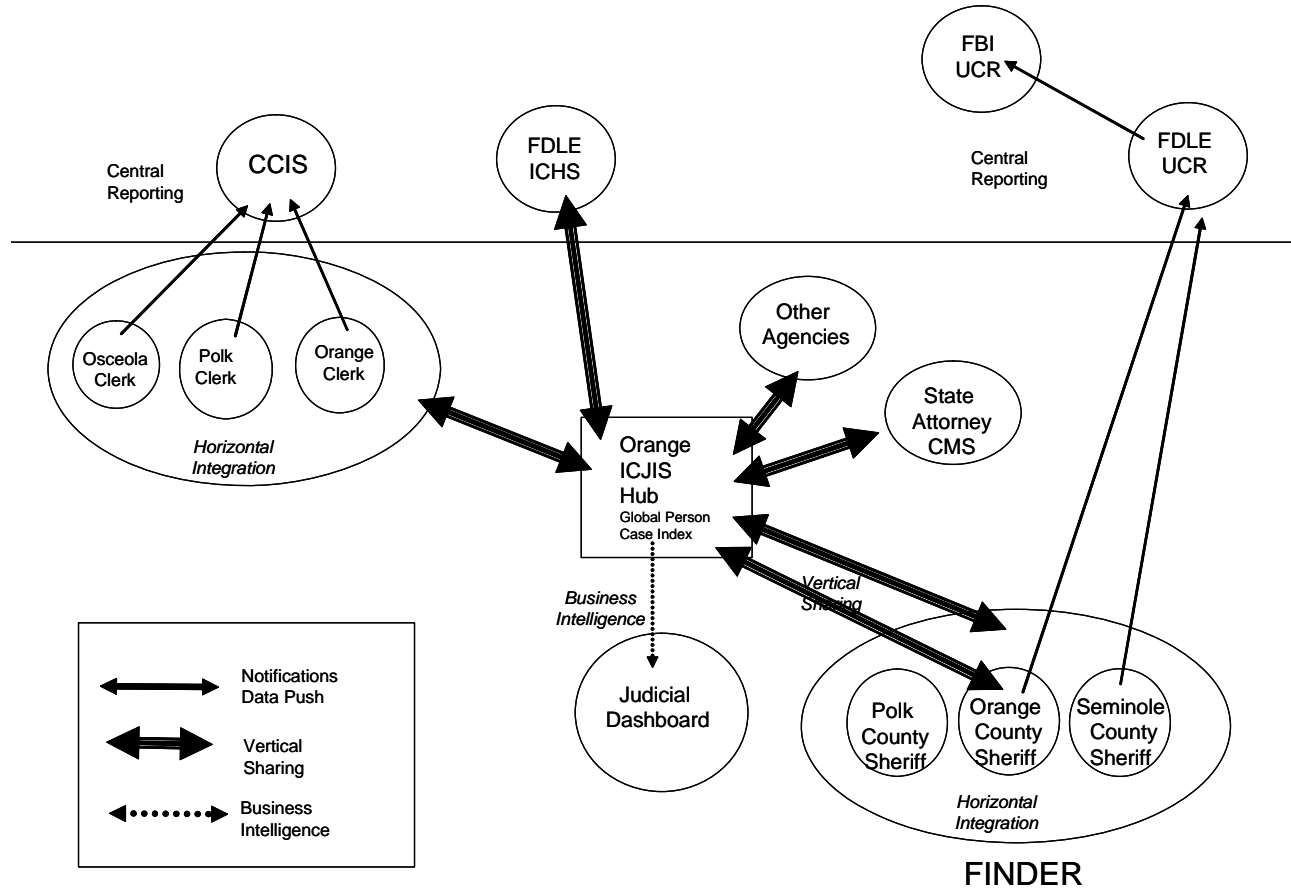 FBI
UCR
FDLE
UCR
Central
Reporting
FDLE
ICHS
CCIS
Central
Reporting
Osceola
Clerk
Polk
Clerk
Orange
Clerk
Horizontal
Integration
Other
Agencies
State
Attorney
CMS
Orange
ICJIS
Hub
Global Person
Case Index
Vertical
Sharing
Business
Intelligence
Judicial
Dashboard
Polk
County
Sheriff
Orange
County
Sheriff
Seminole
County
Sheriff
Horizontal
Integration
FINDER
Notifications
Data Push
Vertical
Sharing
Business
Intelligence